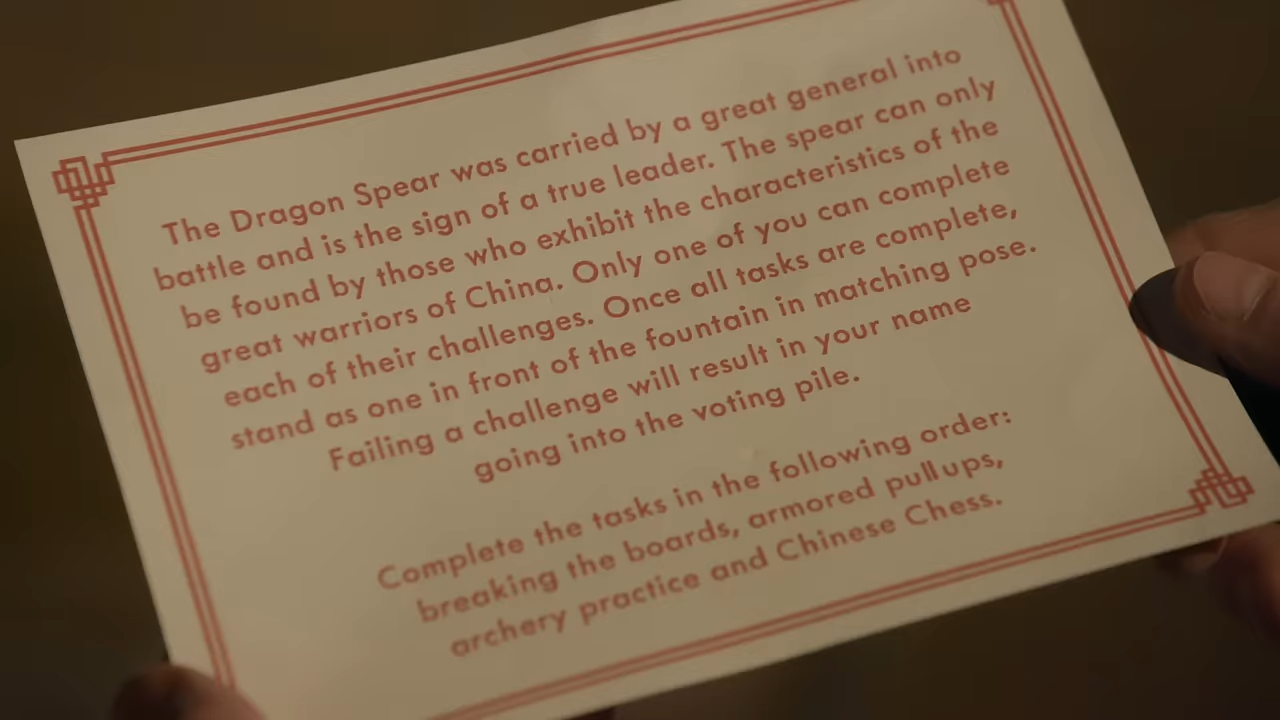 The Dragon Spear was carried by a great general into
battle and is the sign of a true leader. The spear can only
be found by those who exhibit the characteristics of the
great warriors of China. Only one of you can complete
each of their challenges. Once all tasks are complete,
stand as one in front of the fountain in matching pose.
Failing a challenge will result in your name
going into the voting pile.
Complete the tasks in the following order:
breaking the boards, armored pullups,
archery practice and Chinese Chess.